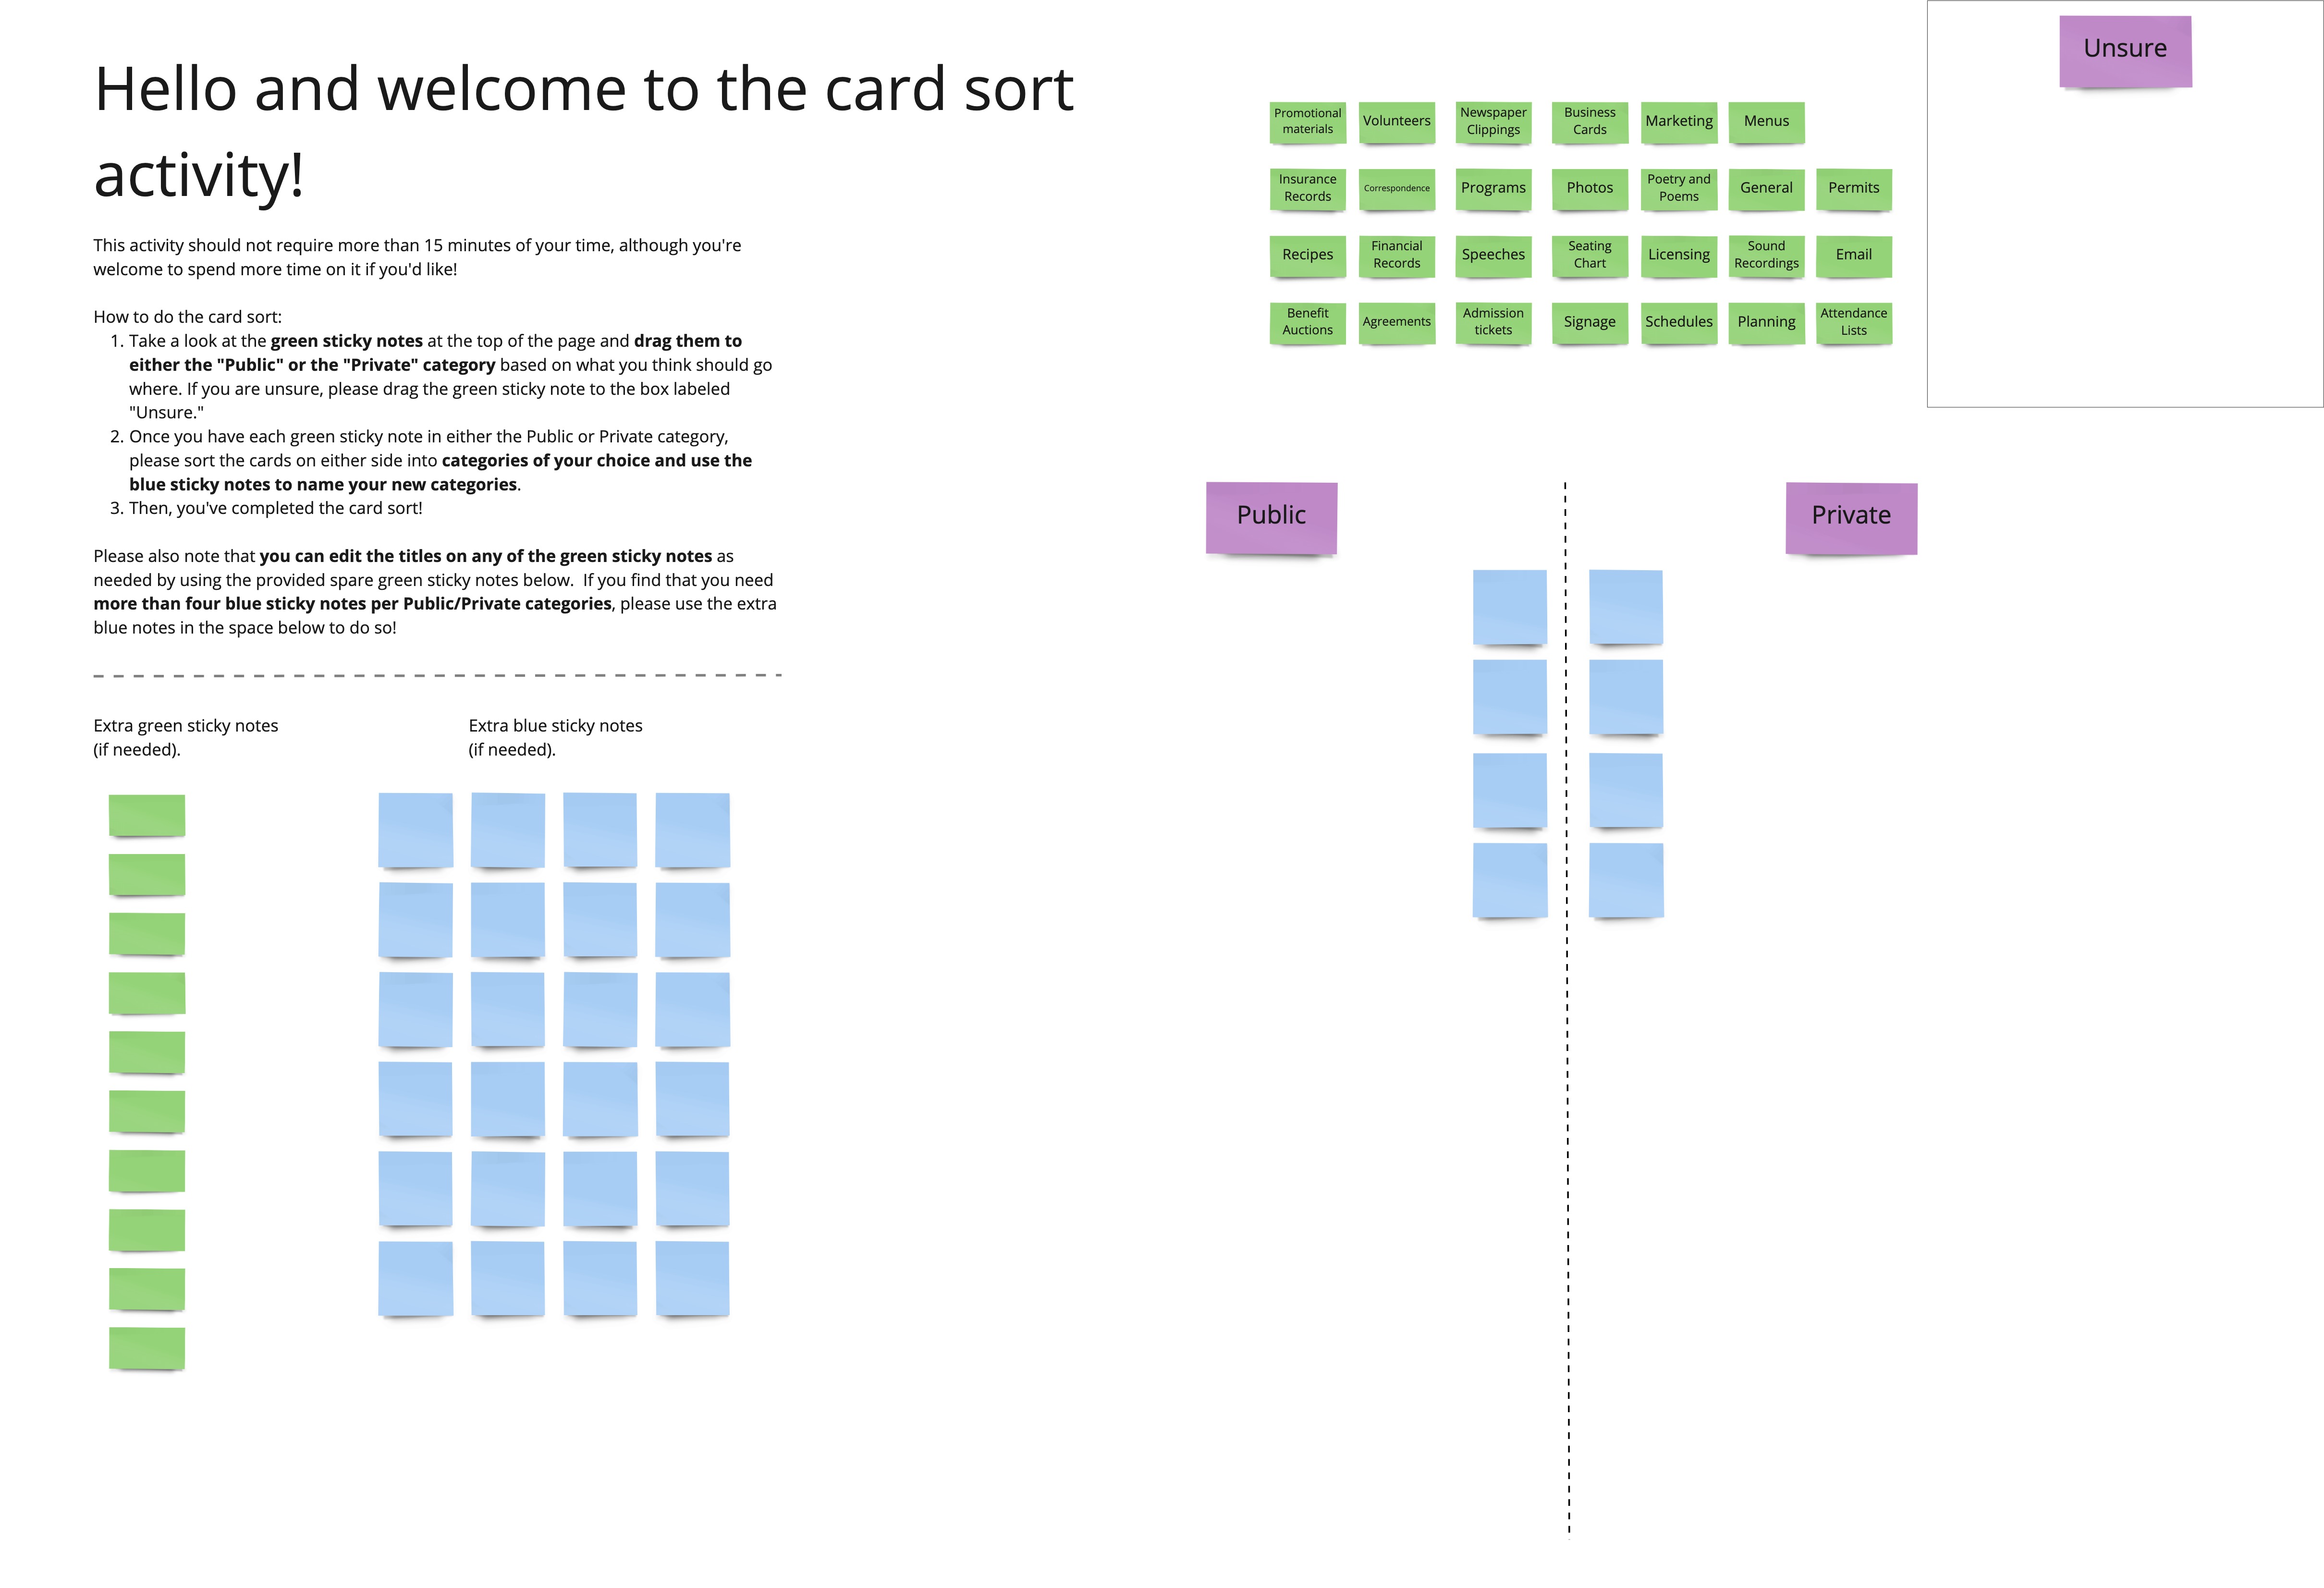 Hello and welcome to the card sort
activity!
This activity should not require more than 15 minutes of your time, although you're
welcome to spend more time on it if you'd like!
How to do the card sort:
1. Take a look at the green sticky notes at the top of the page and drag them to
either the "Public" or the "Private" category based on what you think should go
where. If you are unsure, please drag the green sticky note to the box labeled
"Unsure."
2. Once you have each green sticky note in either the Public or Private category,
please sort the cards on either side into categories of your choice and use the
blue sticky notes to name your new categories.
3. Then, you've completed the card sort!
Please also note that you can edit the titles on any of the green sticky notes as
needed by using the provided spare green sticky notes below.  If you find that you need
more than four blue sticky notes per Public/Private categories, please use the extra
blue notes in the space below to do so!
Extra green sticky notes
(if needed).
Extra blue sticky notes
(if needed).
Promotional
materials
Volunteers
Newspaper
Clippings
Business
Cards
Marketing
Menus
Insurance
Records
Correspondence
Programs
Photos
Poetry and
Poems
General
Permits
Recipes
Financial
Records
Speeches
Seating
Chart
Licensing
Sound
Recordings
Email
Benefit
Auctions
Agreements
Admission
tickets
Signage
Schedules
Planning
Attendance
Lists
Unsure
Public
Private